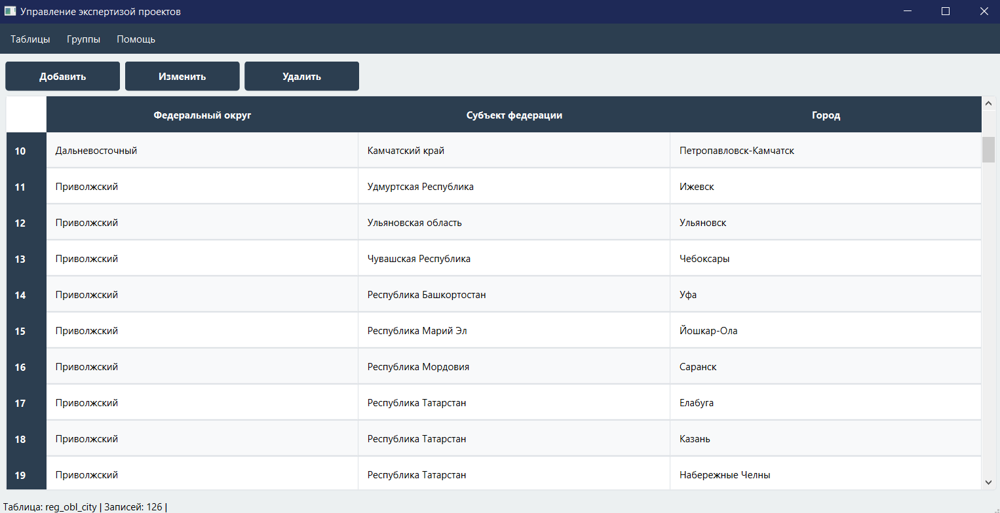 Управление экспертизой проектов
Таблицы Группы Помощь
Добавить Изменить Удалить
Федеральный округ Субъект федерации Город
10 Дальневосточный Камчатский край Петропавловск-Камчатск
11 Приволжский Удмуртская Республика Ижевск
12 Приволжский Ульяновская область Ульяновск
13 Приволжский Чувашская Республика Чебоксары
14 Приволжский Республика Башкортостан Уфа
15 Приволжский Республика Марий Эл Йошкар-Ола
16 Приволжский Республика Мордовия Саранск
17 Приволжский Республика Татарстан Елабуга
18 Приволжский Республика Татарстан Казань
19 Приволжский Республика Татарстан Набережные Челны
Таблица: reg_obl_city | Записей: 126 |